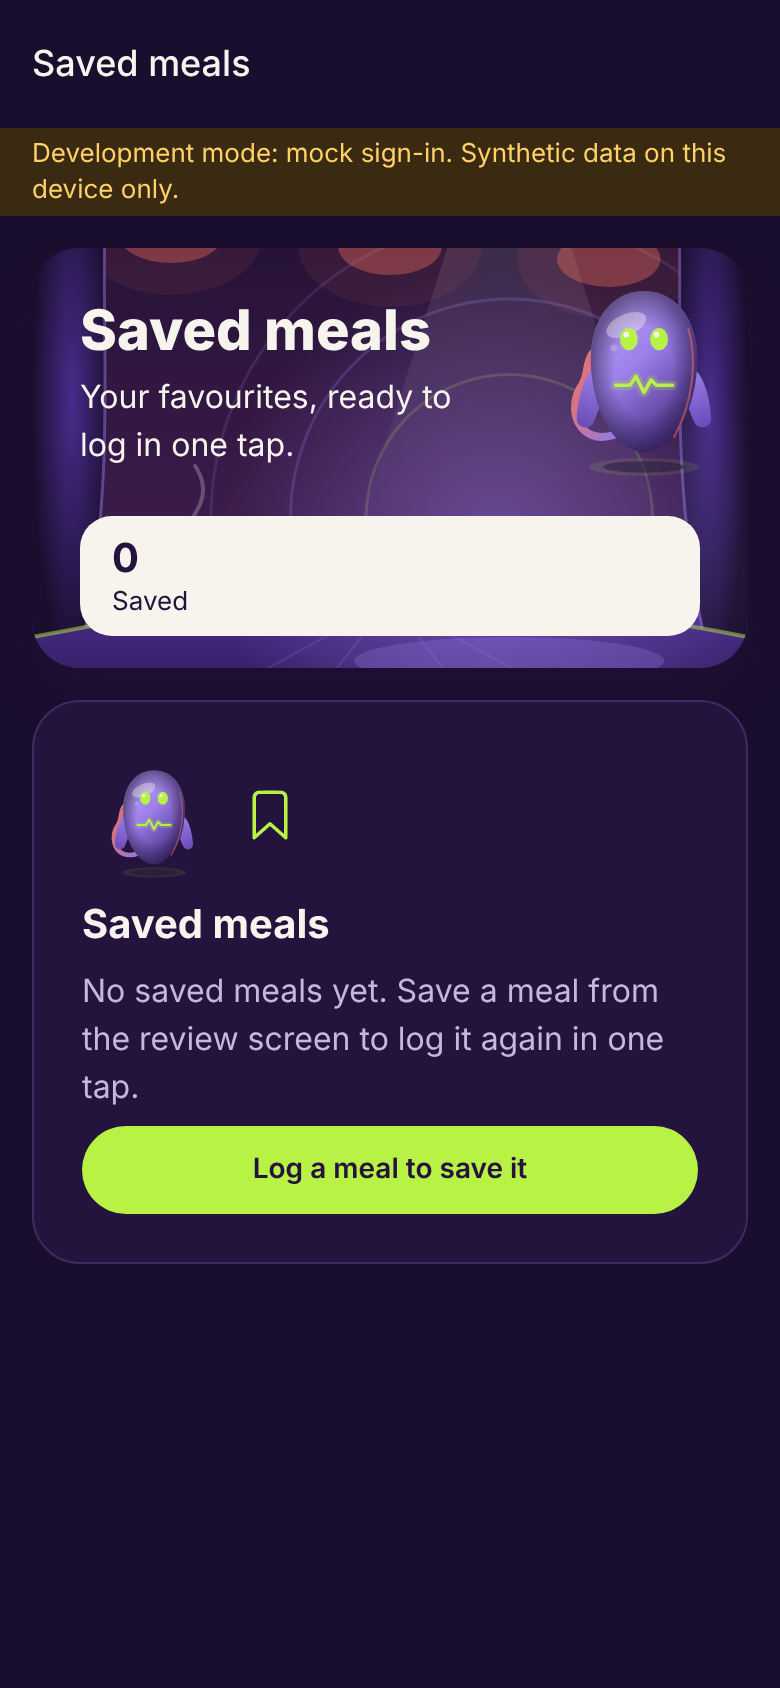 Saved meals
Development mode: mock sign-in. Synthetic data on this
device only.
Saved meals
Your favourites, ready to
log in one tap.
0
Saved
Saved meals
No saved meals yet. Save a meal from
the review screen to log it again in one
tap.
Log a meal to save it